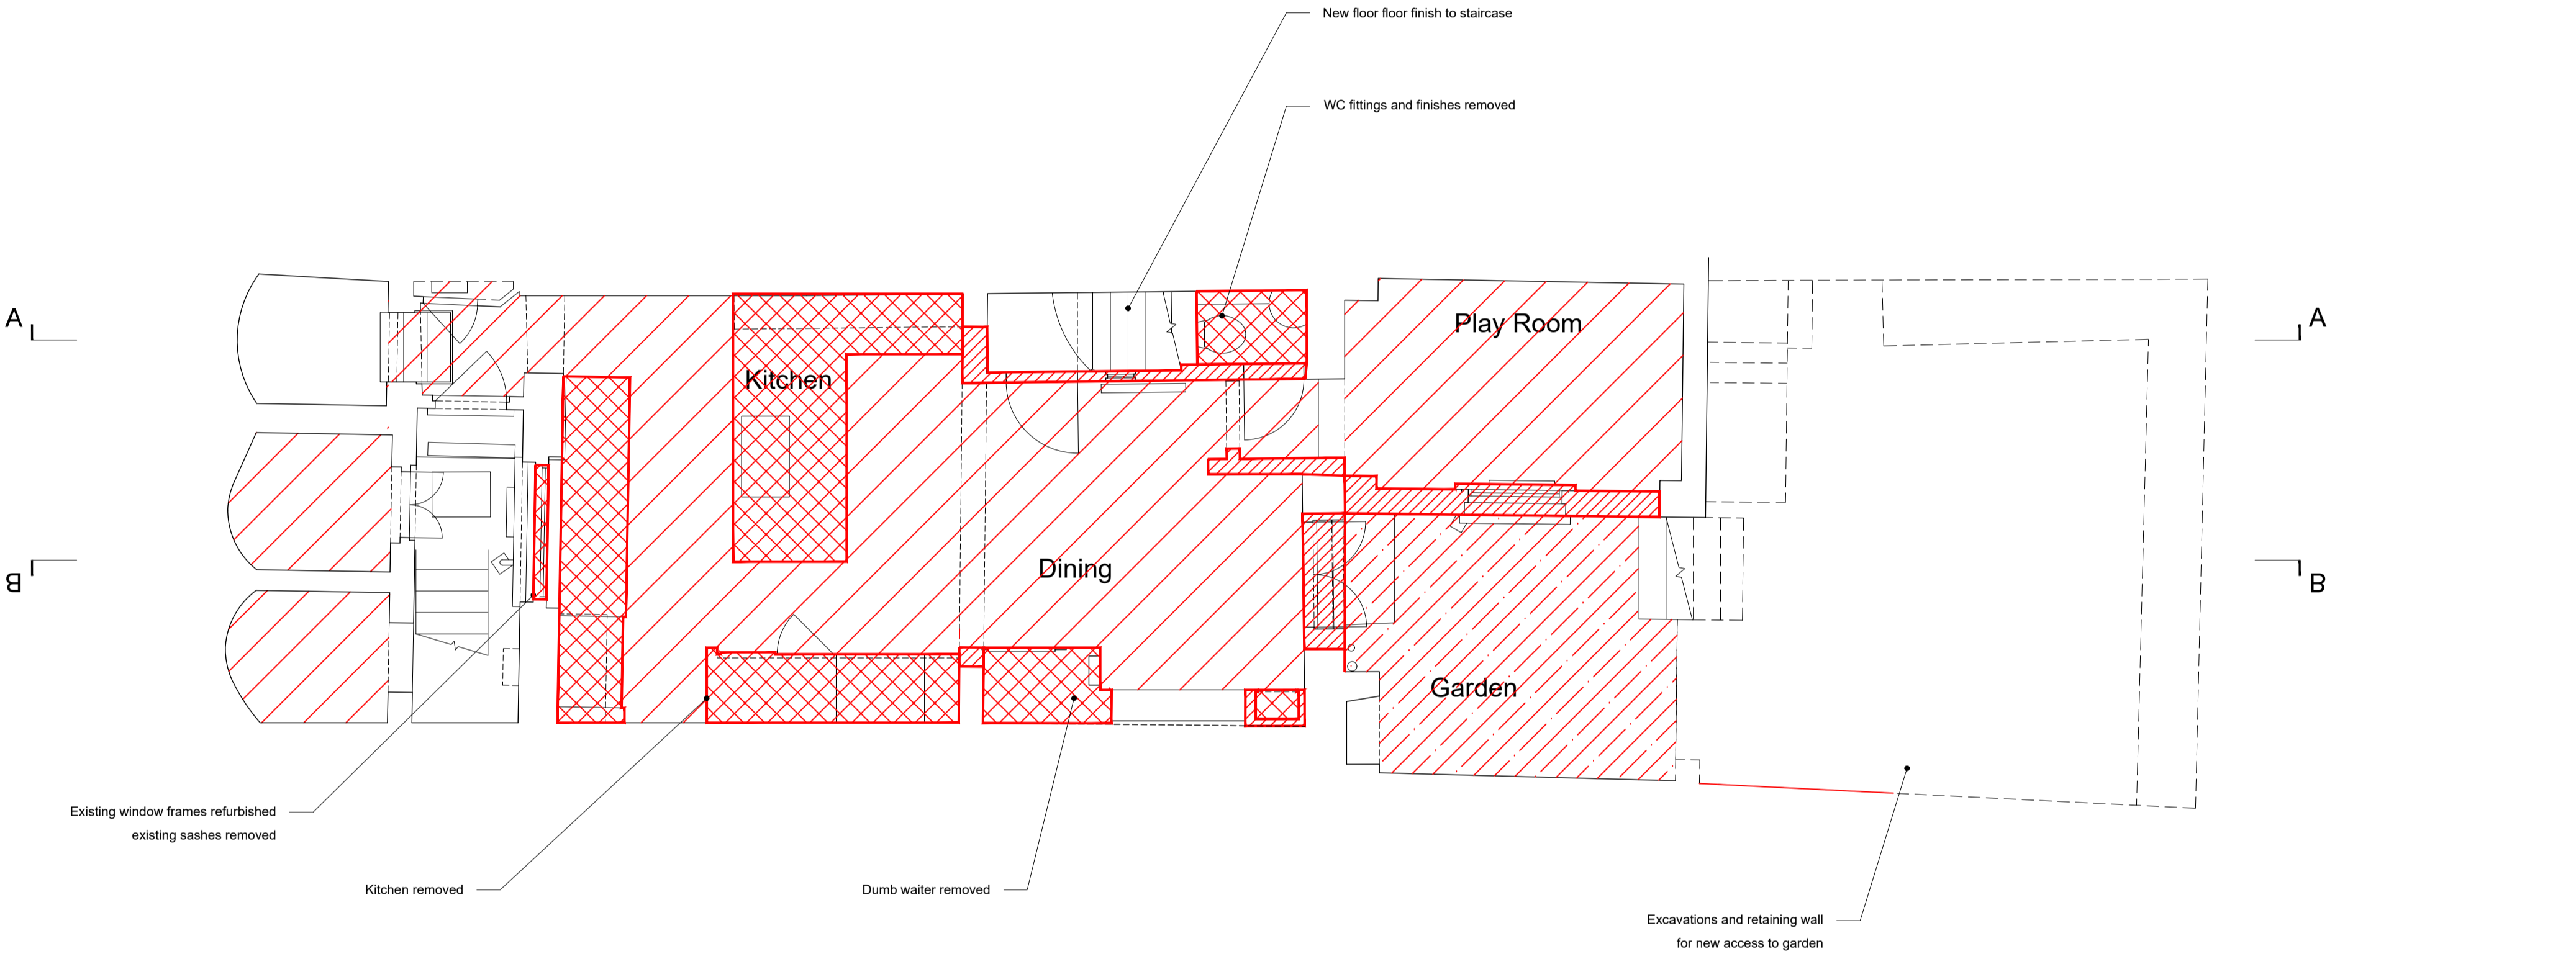 New floor floor finish to staircase
WC fittings and finishes removed
A
A
Play Room
Kitchen
Dining
B
B
Garden
Existing window frames refurbished
existing sashes removed
Kitchen removed
Dumb waiter removed
Excavations and retaining wall
for new access to garden